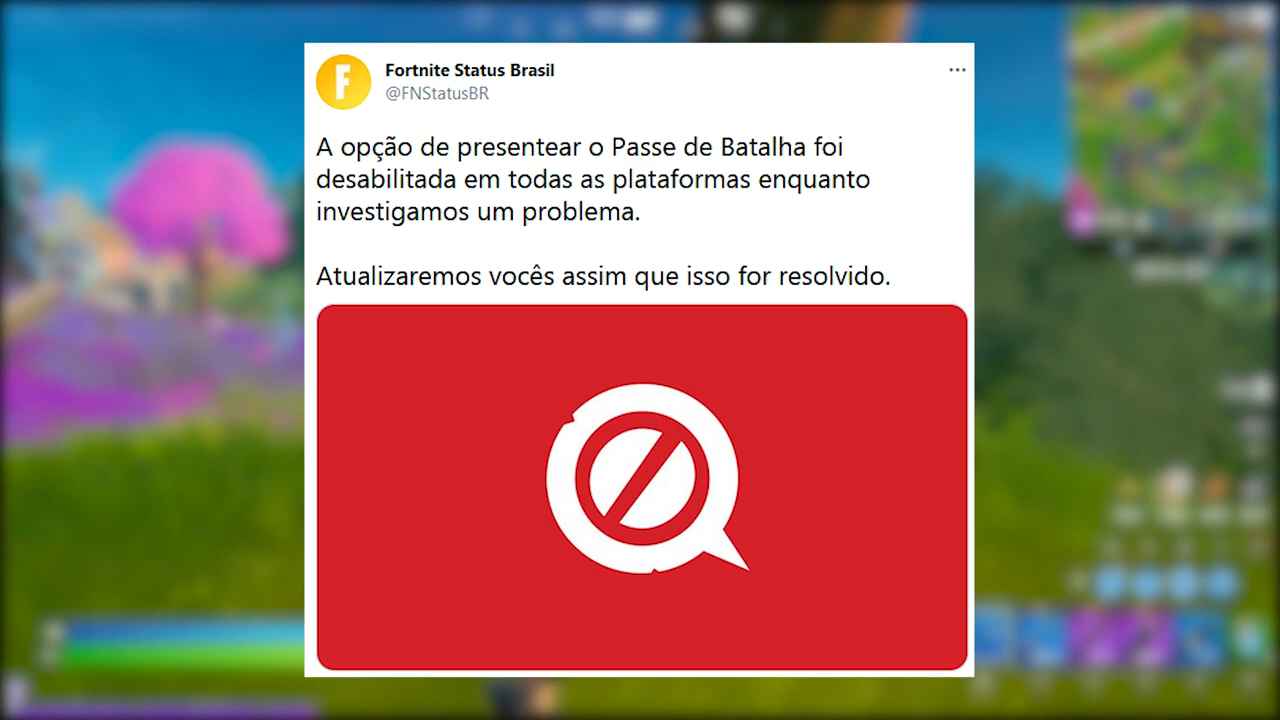 Fortnite Status Brasil
@FNStatusBR
A opção de presentear o Passe de Batalha foi
desabilitada em todas as plataformas enquanto
investigamos um problema.
Atualizaremos vocês assim que isso for resolvido.